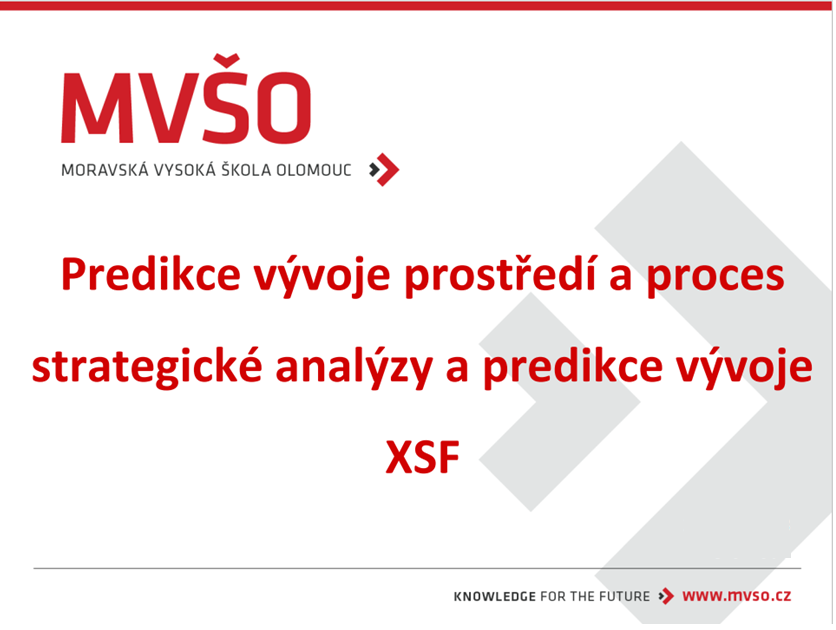 MVŠO
MORAVSKÁ VYSOKÁ ŠKOLA OLOMOUC
Predikce vývoje prostředí a proces
strategické analýzy a predikce vývoje
XSF
KNOWLEDGE FOR THE FUTURE www.mvso.cz